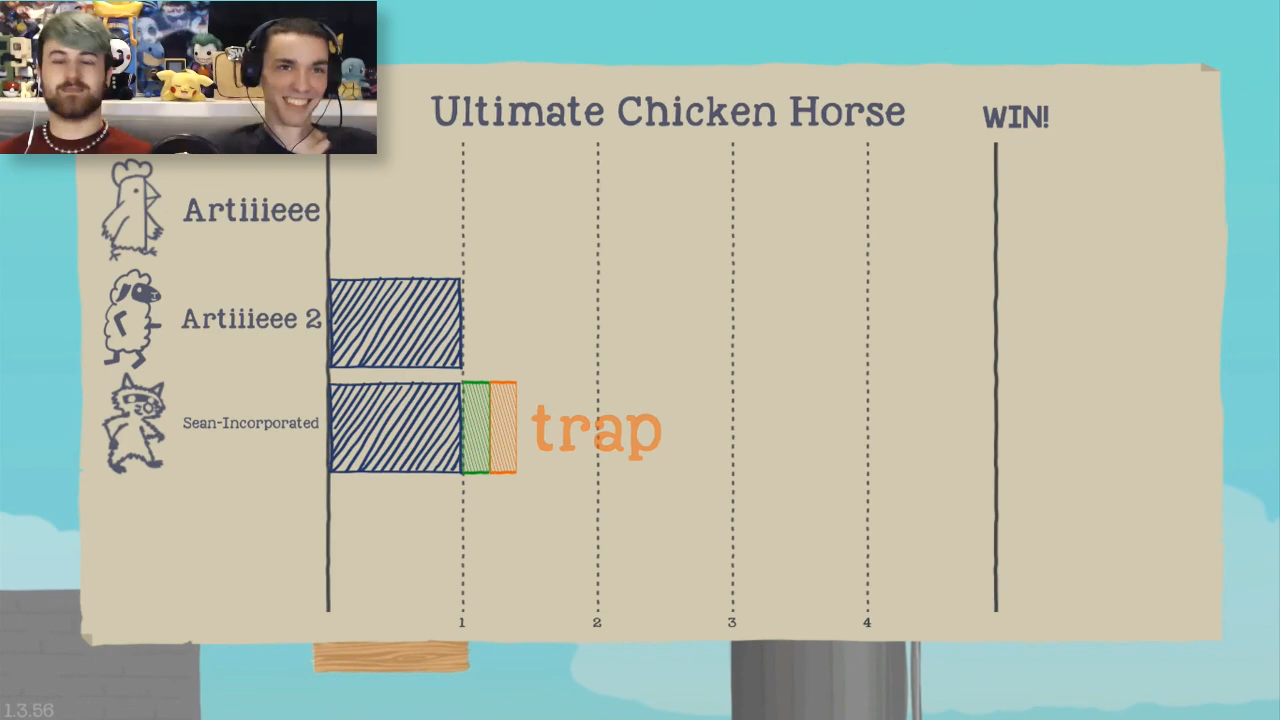 Ultimate Chicken Horse
WIN!
Artiiieee
Artiiieee 2
Sean-Incorporated
trap
1 2 3 4
1.3.56